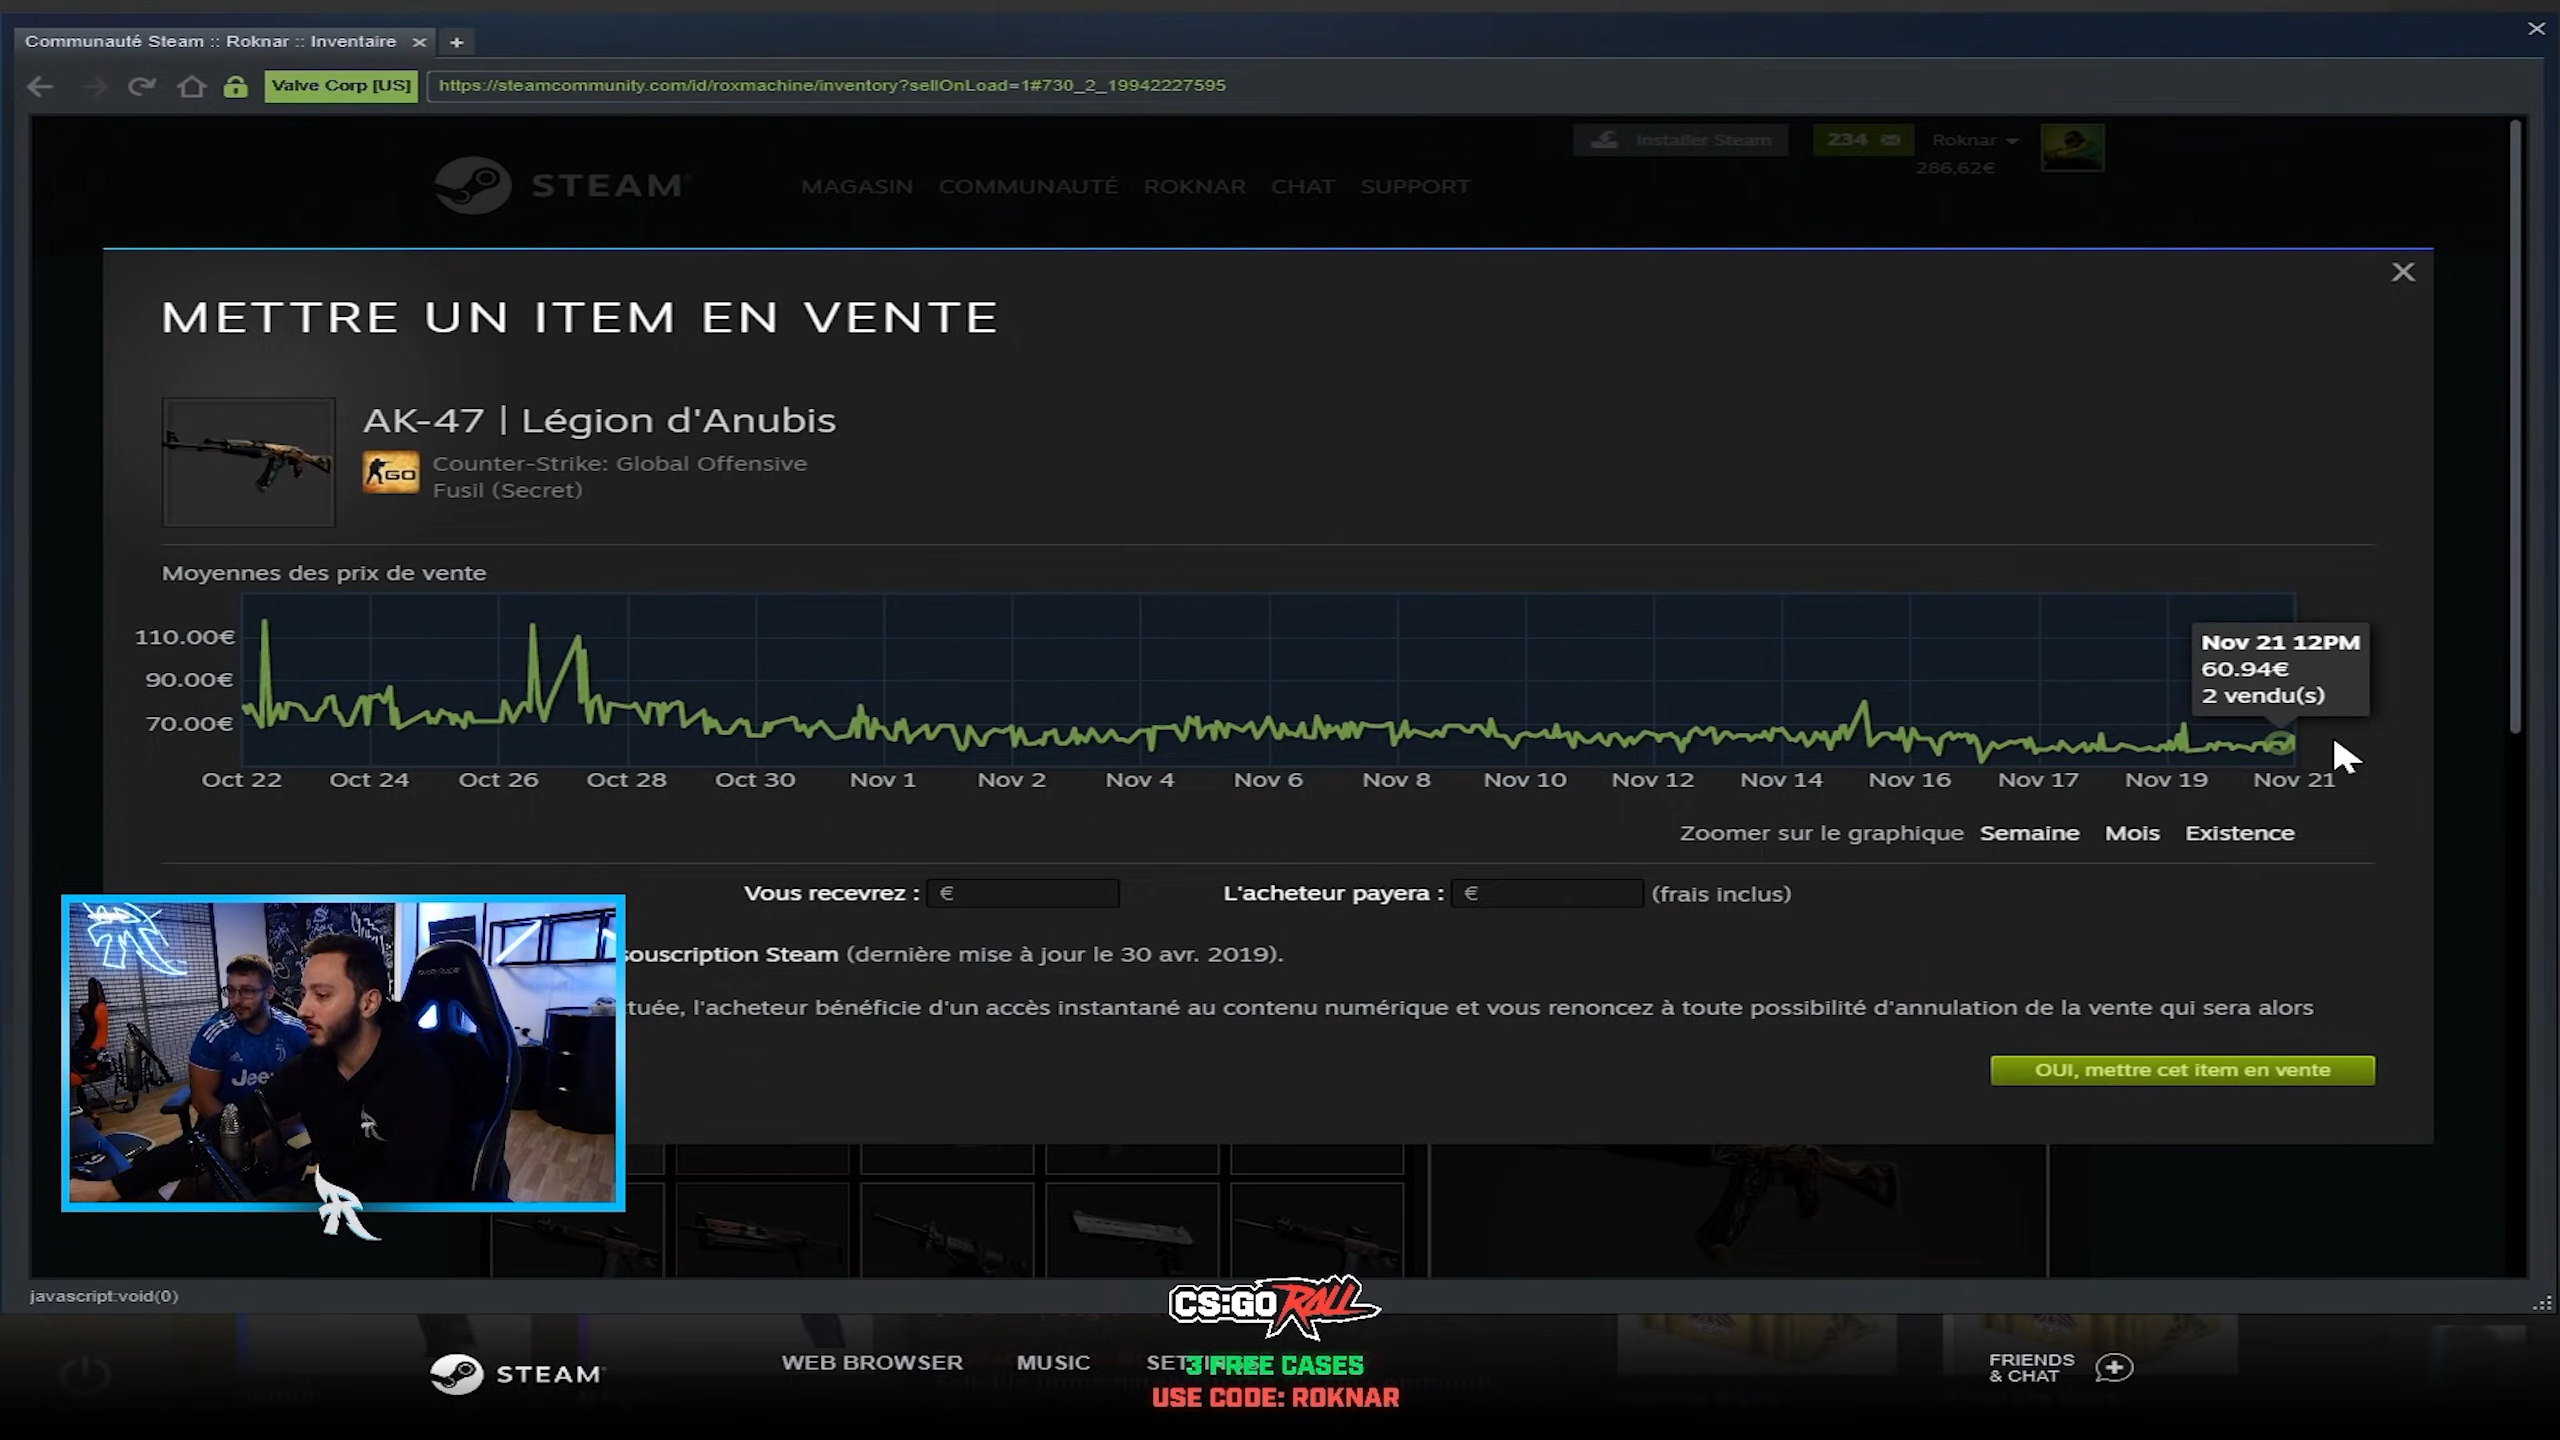 Communauté Steam :: Roknar :: Inventaire
Valve Corp [US]
https://steamcommunity.com/id/roxmachine/inventory?sellOnLoad=1#730_2_19942227595
Installer Steam
234
Roknar
286,62€
STEAM
MAGASIN COMMUNAUTÉ ROKNAR CHAT SUPPORT
METTRE UN ITEM EN VENTE
AK-47 | Légion d'Anubis
GO
Counter-Strike: Global Offensive
Fusil (Secret)
Moyennes des prix de vente
110.00€
90.00€
70.00€
Nov 21 12PM
60.94€
2 vendu(s)
Oct 22 Oct 24 Oct 26 Oct 28 Oct 30 Nov 1 Nov 2 Nov 4 Nov 6 Nov 8 Nov 10 Nov 12 Nov 14 Nov 16 Nov 17 Nov 19 Nov 21
Zoomer sur le graphique Semaine Mois Existence
Vous recevrez : € L'acheteur payera : € (frais inclus)
souscription Steam (dernière mise à jour le 30 avr. 2019).
tuée, l'acheteur bénéficie d'un accès instantané au contenu numérique et vous renoncez à toute possibilité d'annulation de la vente qui sera alors
OUI, mettre cet item en vente
Jeep
javascript:void(0)
CS:GO ROLL
STEAM
WEB BROWSER MUSIC
3 FREE CASES
USE CODE: ROKNAR
FRIENDS
& CHAT